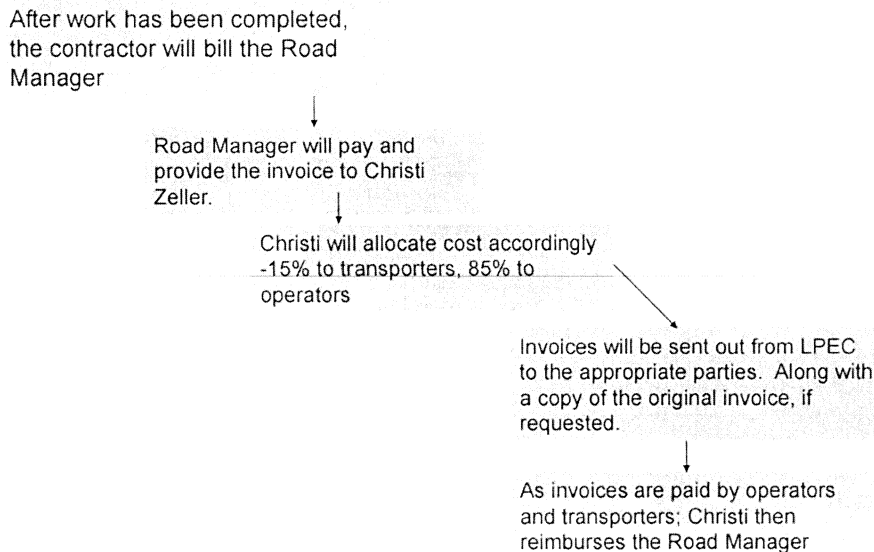 After work has been completed,
the contractor will bill the Road
Manager
Road Manager will pay and
provide the invoice to Christi
Zeller.
Christi will allocate cost accordingly
-15% to transporters, 85% to
operators
Invoices will be sent out from LPEC
to the appropriate parties. Along with
a copy of the original invoice, if
requested.
As invoices are paid by operators
and transporters; Christi then
reimburses the Road Manager